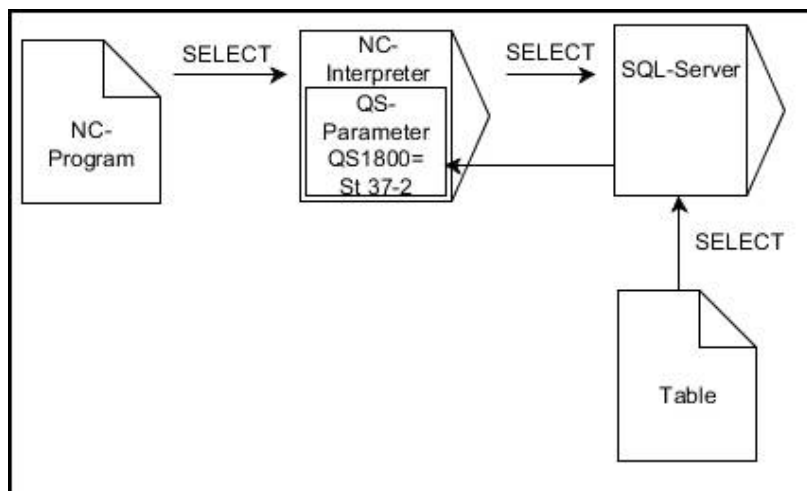 SELECT
NC-
Program
NC-
Interpreter
QS-
Parameter
QS1800=
St 37-2
SELECT
SQL-Server
SELECT
Table